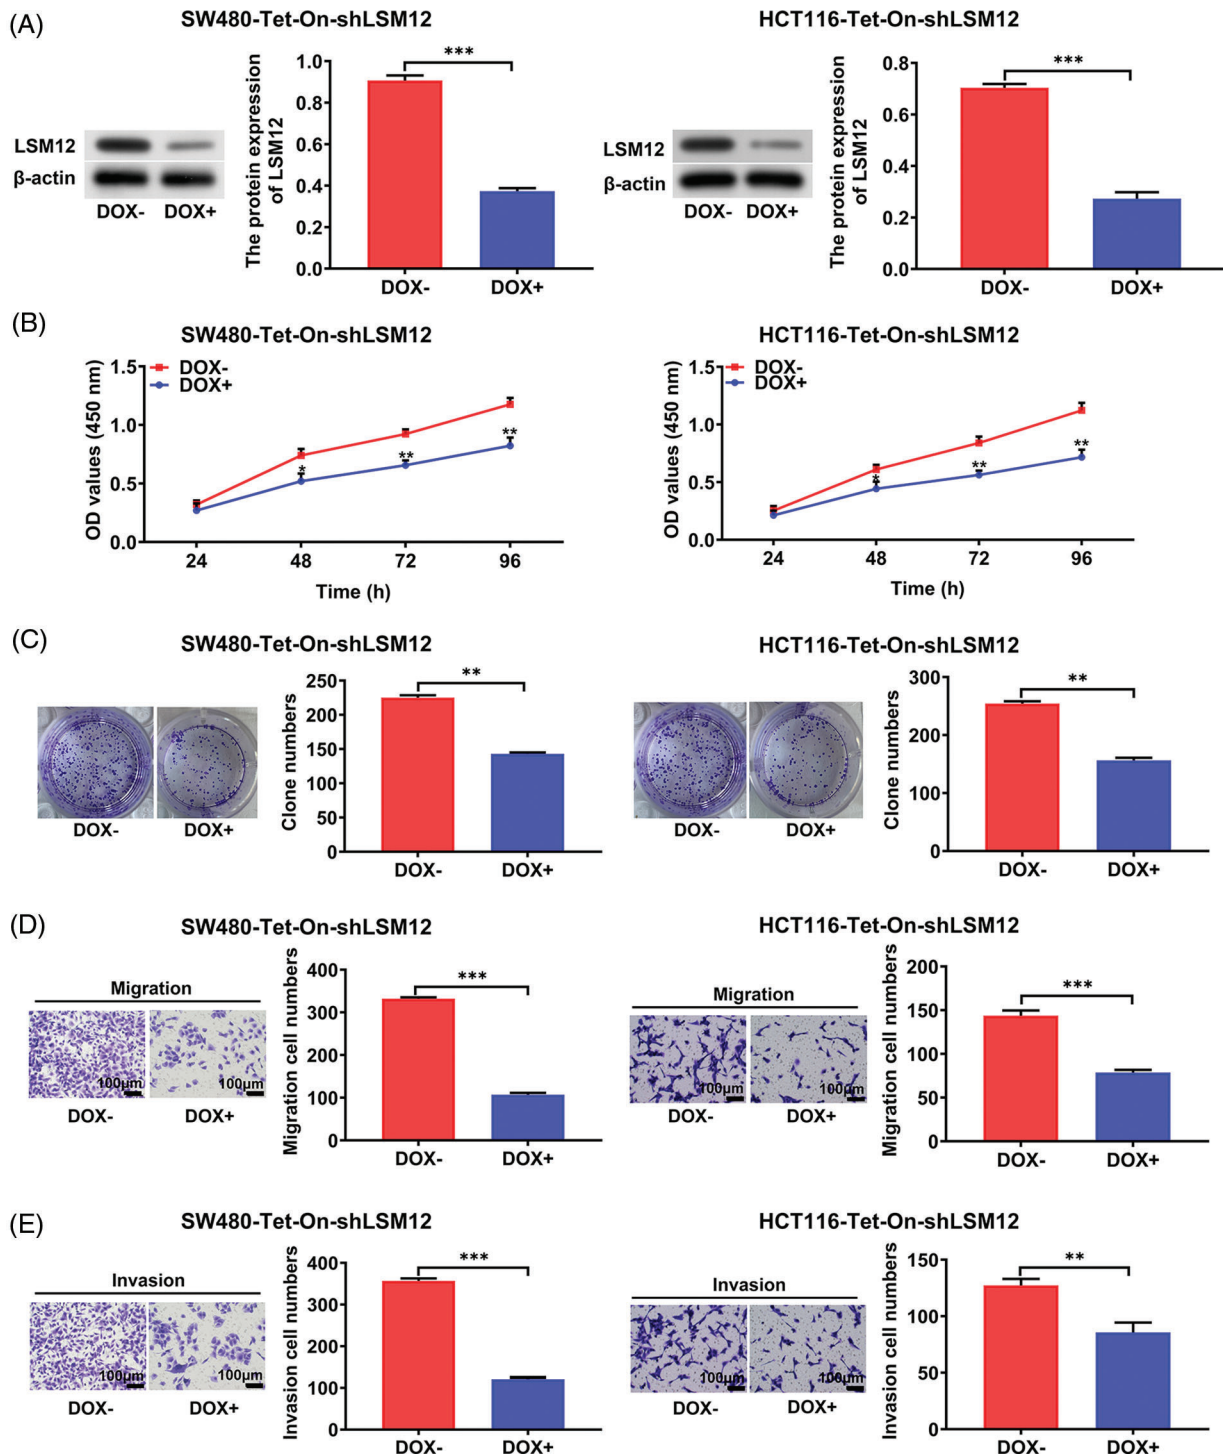 (A)
SW480-Tet-On-shLSM12
HCT116-Tet-On-shLSM12
LSM12
β-actin
DOX- DOX+
The protein expression
of LSM12
1.0
0.8
0.6
0.4
0.2
0.0
***
DOX- DOX+
LSM12
β-actin
DOX- DOX+
The protein expression
of LSM12
0.8
0.6
0.4
0.2
0.0
***
DOX- DOX+
(B)
SW480-Tet-On-shLSM12
HCT116-Tet-On-shLSM12
OD values (450 nm)
1.5
1.0
0.5
0.0
DOX-
DOX+
*
**
**
24 48 72 96
Time (h)
OD values (450 nm)
1.5
1.0
0.5
0.0
DOX-
DOX+
*
**
**
24 48 72 96
Time (h)
(C)
SW480-Tet-On-shLSM12
HCT116-Tet-On-shLSM12
DOX- DOX+
Clone numbers
250
200
150
100
50
0
**
DOX- DOX+
DOX- DOX+
Clone numbers
300
200
100
0
**
DOX- DOX+
(D)
SW480-Tet-On-shLSM12
HCT116-Tet-On-shLSM12
Migration
100μm 100μm
DOX- DOX+
Migration cell numbers
400
300
200
100
0
***
DOX- DOX+
Migration
100μm 100μm
DOX- DOX+
Migration cell numbers
200
150
100
50
0
***
DOX- DOX+
(E)
SW480-Tet-On-shLSM12
HCT116-Tet-On-shLSM12
Invasion
100μm 100μm
DOX- DOX+
Invasion cell numbers
400
300
200
100
0
***
DOX- DOX+
Invasion
100μm 100μm
DOX- DOX+
Invasion cell numbers
150
100
50
0
**
DOX- DOX+